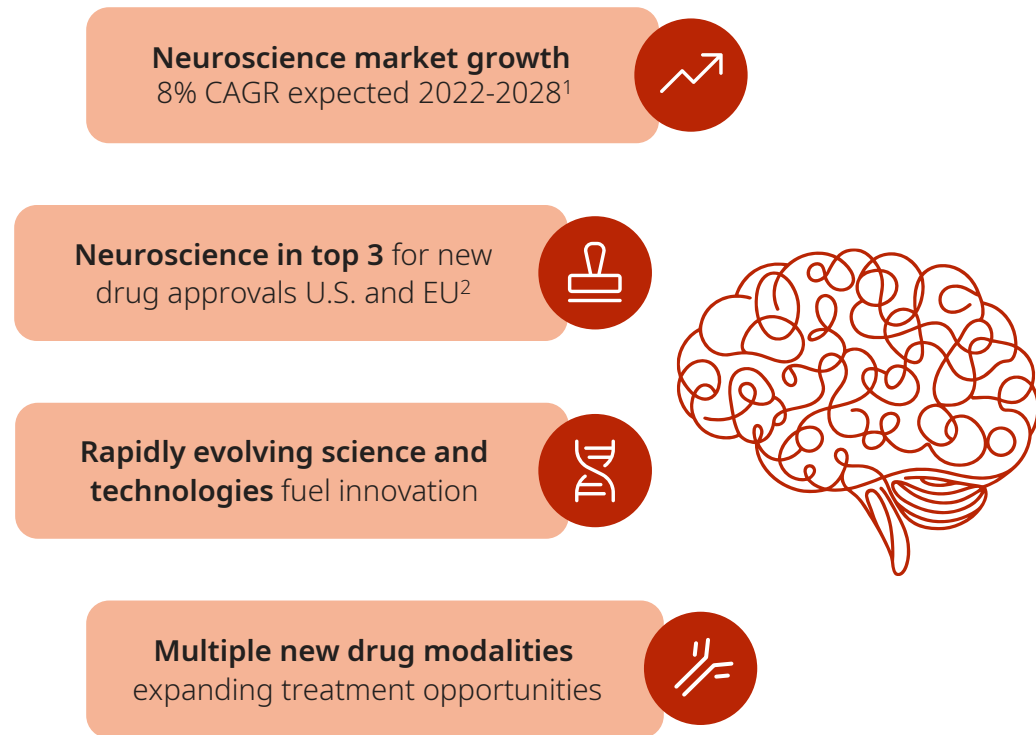 Neuroscience market growth
8% CAGR expected 2022-2028¹
Neuroscience in top 3 for new
drug approvals U.S. and EU²
Rapidly evolving science and
technologies fuel innovation
Multiple new drug modalities
expanding treatment opportunities